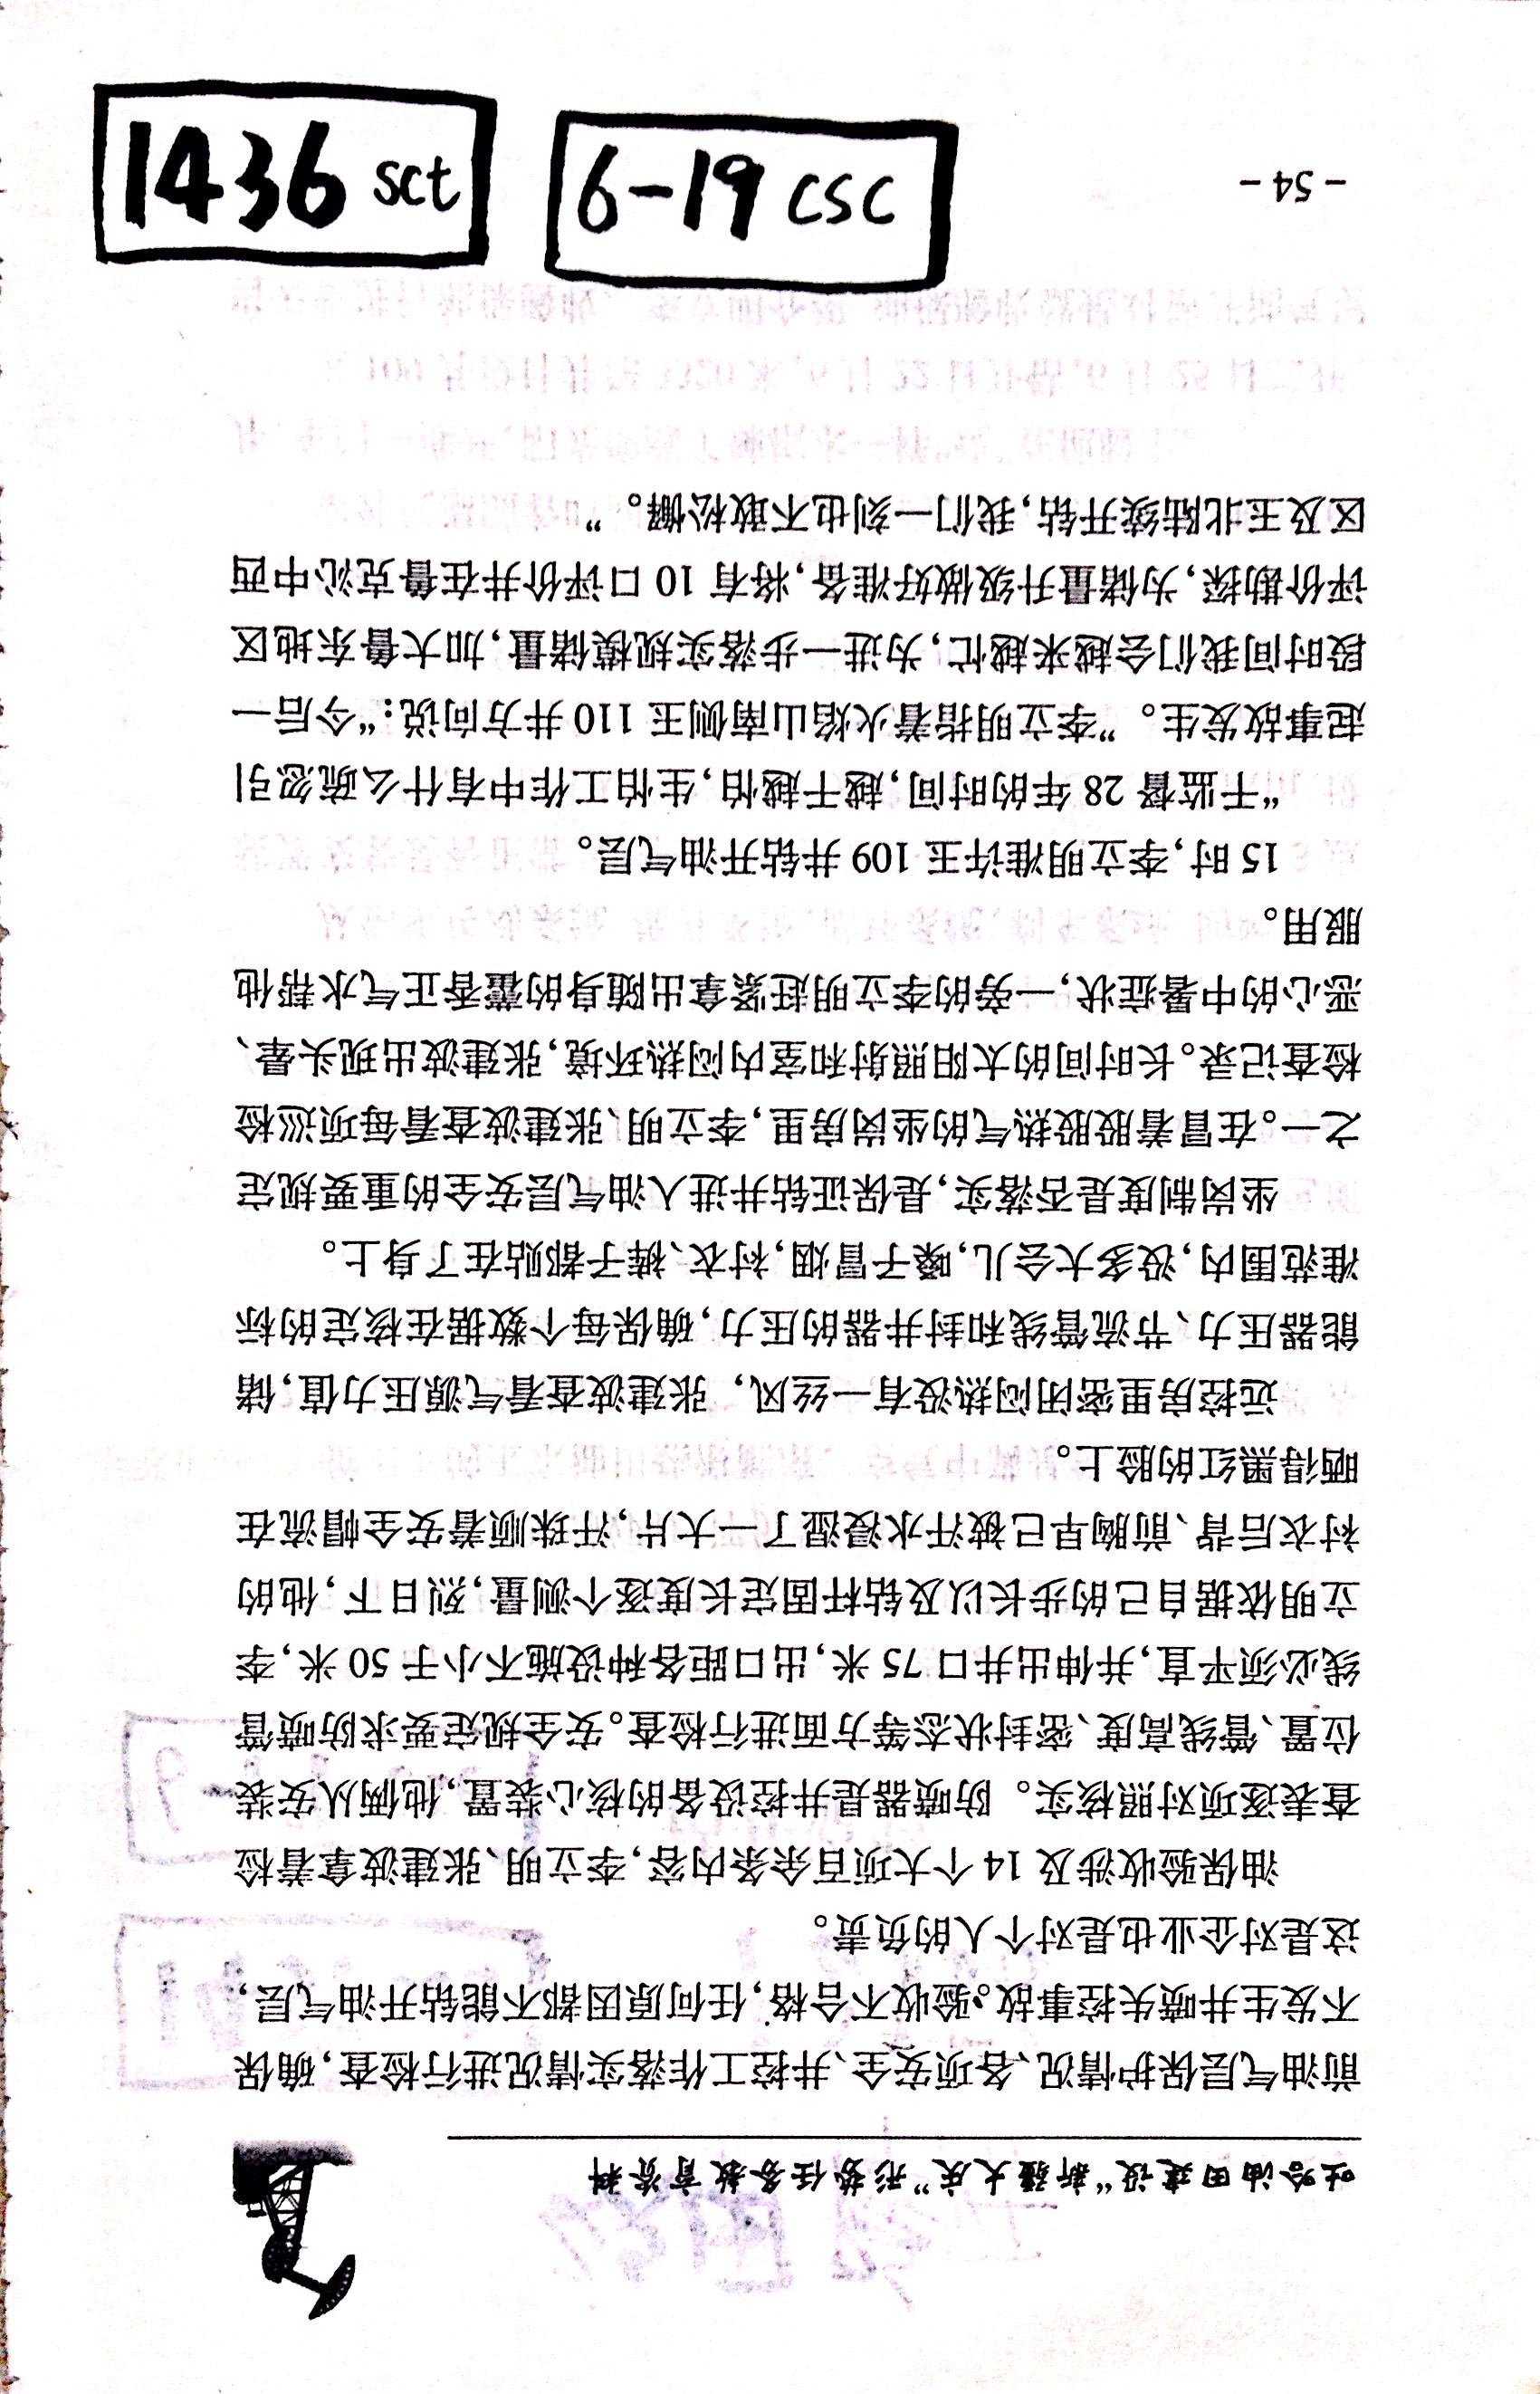 吐哈油田建设“新疆大庆”形势任务教育资料
前油气层保护情况、各项安全、井控工作落实情况进行检查，确保
不发生井喷失控事故。验收不合格，任何原因都不能钻开油气层，
这是对企业也是对个人的负责。
油保验收涉及 14 个大项百余条内容，李立明、张建波拿着检
查表逐项对照核实。防喷器是井控设备的核心装置，他俩从安装
位置、管线高度、密封状态等方面进行检查。安全规定要求防喷管
线必须平直，并伸出井口 75 米，出口距各种设施不小于 50 米，李
立明依据自己的步长以及钻杆固定长度逐个测量，烈日下，他的
衬衣后背、前胸早已被汗水浸湿了一大片，汗珠顺着安全帽流在
晒得黑红的脸上。
远控房里密闭闷热没有一丝风，张建波查看气源压力值，储
能器压力、节流管线和封井器的压力，确保每个数据在核定的标
准范围内，没多大会儿，嗓子冒烟，衬衣、裤子都贴在了身上。
坐岗制度是否落实，是保证钻井进入油气层安全的重要规定
之一。在冒着股股热气的坐岗房里，李立明、张建波查看每项巡检
检查记录。长时间的太阳照射和室内闷热环境，张建波出现头晕、
恶心的中暑症状，一旁的李立明赶紧拿出随身的藿香正气水帮他
服用。
15 时，李立明准许玉 109 井钻开油气层。
“干监督 28 年的时间，越干越怕，生怕工作中有什么疏忽引
起事故发生。”李立明指着火焰山南侧玉 110 井方向说：“今后一
段时间我们会越来越忙，为进一步落实规模储量，加大鲁东地区
评价勘探，为储量升级做好准备，将有 10 口评价井在鲁克沁中西
区及玉北陆续开钻，我们一刻也不敢松懈。”
- 54 -
6-19 csc
1436 sct